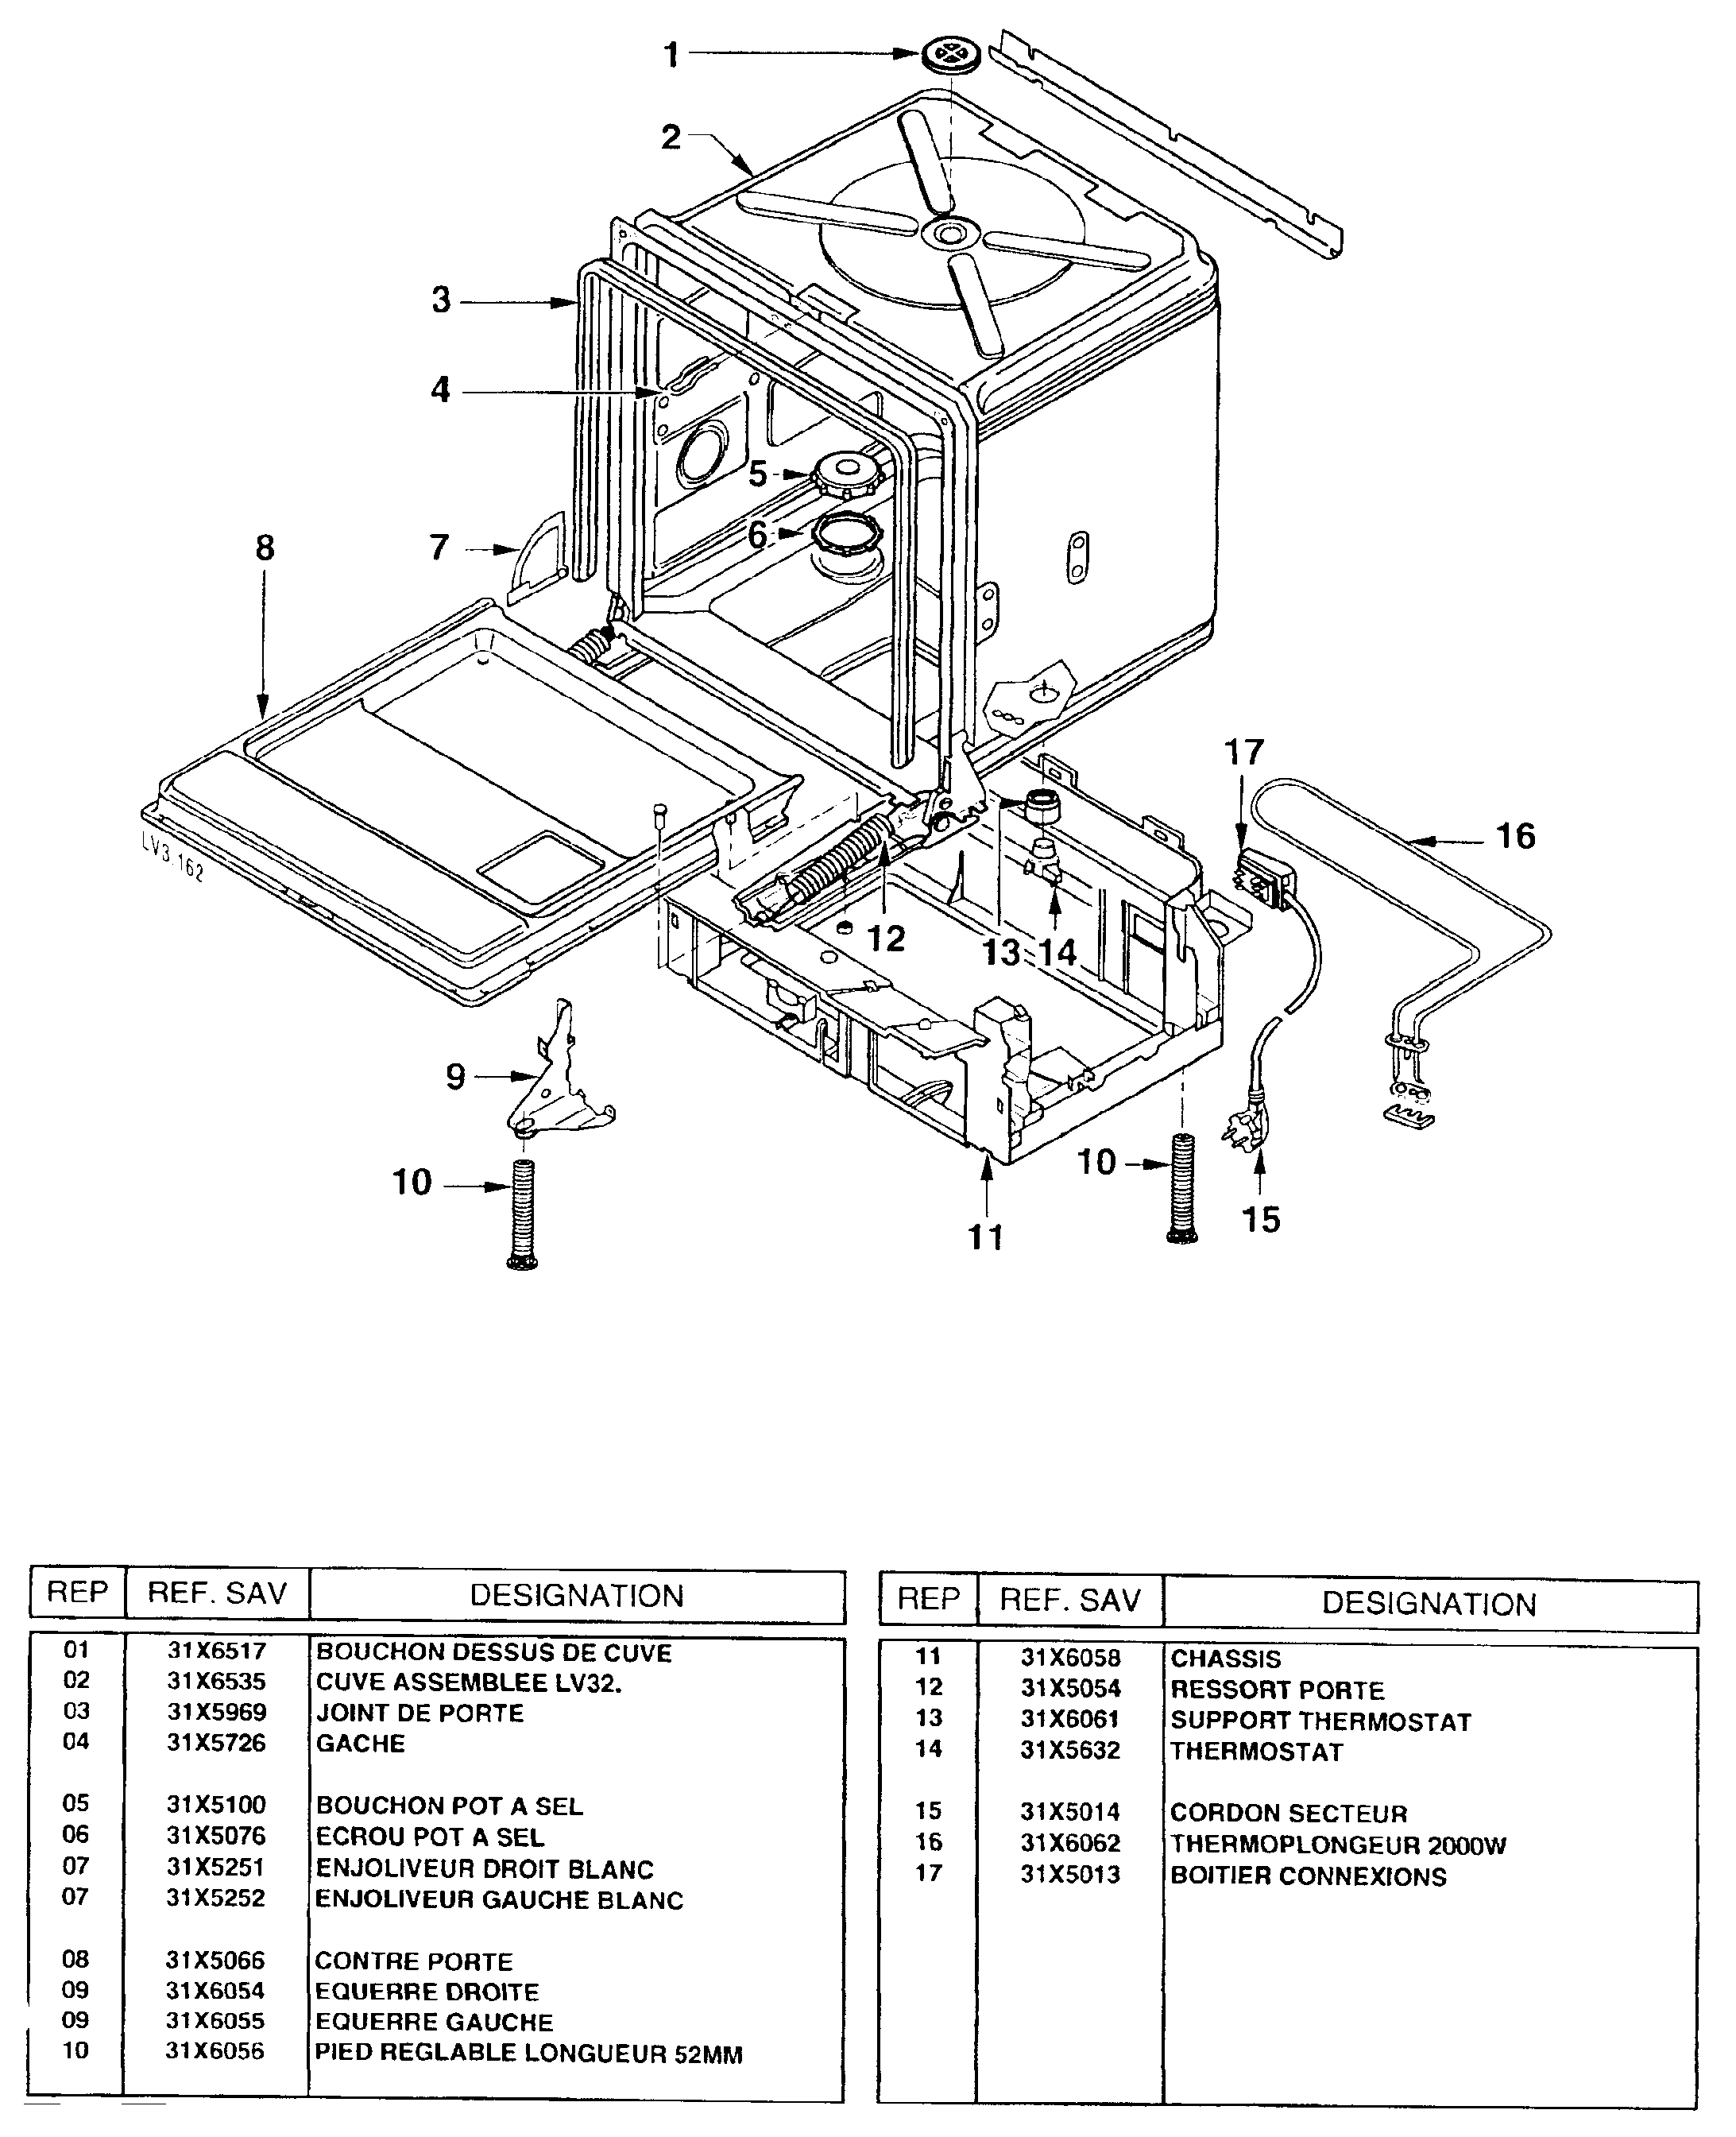 1
2
3
4
5
6
7
8
17
16
LV3.162
12
13
14
9
10
10
11
15
REP REF. SAV DESIGNATION
01 31X6517 BOUCHON DESSUS DE CUVE
02 31X6535 CUVE ASSEMBLEE LV32.
03 31X5969 JOINT DE PORTE
04 31X5726 GACHE
05 31X5100 BOUCHON POT A SEL
06 31X5076 ECROU POT A SEL
07 31X5251 ENJOLIVEUR DROIT BLANC
07 31X5252 ENJOLIVEUR GAUCHE BLANC
08 31X5066 CONTRE PORTE
09 31X6054 EQUERRE DROITE
09 31X6055 EQUERRE GAUCHE
10 31X6056 PIED REGLABLE LONGUEUR 52MM
REP REF. SAV DESIGNATION
11 31X6058 CHASSIS
12 31X5054 RESSORT PORTE
13 31X6061 SUPPORT THERMOSTAT
14 31X5632 THERMOSTAT
15 31X5014 CORDON SECTEUR
16 31X6062 THERMOPLONGEUR 2000W
17 31X5013 BOITIER CONNEXIONS